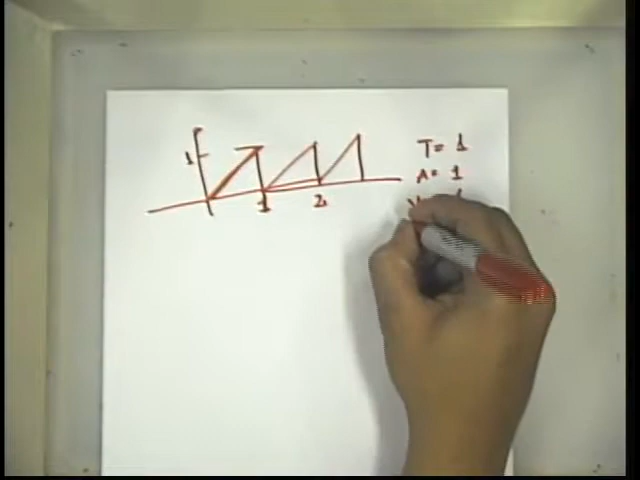 1
1 2
T = 1
A = 1